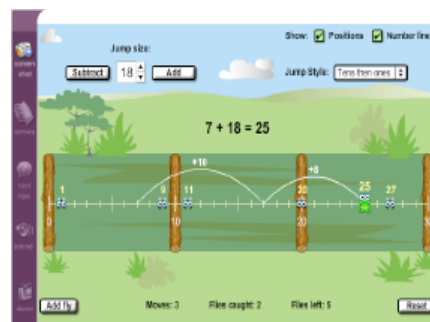 Show: Positions Number line
Jump size:
Subtract 18 Add
Jump Style: Tens then ones
7 + 18 = 25
+10
+8
1 9 11 20 25 27
0 10 20
Add fly Moves: 3 Flies caught: 2 Flies left: 5 Reset